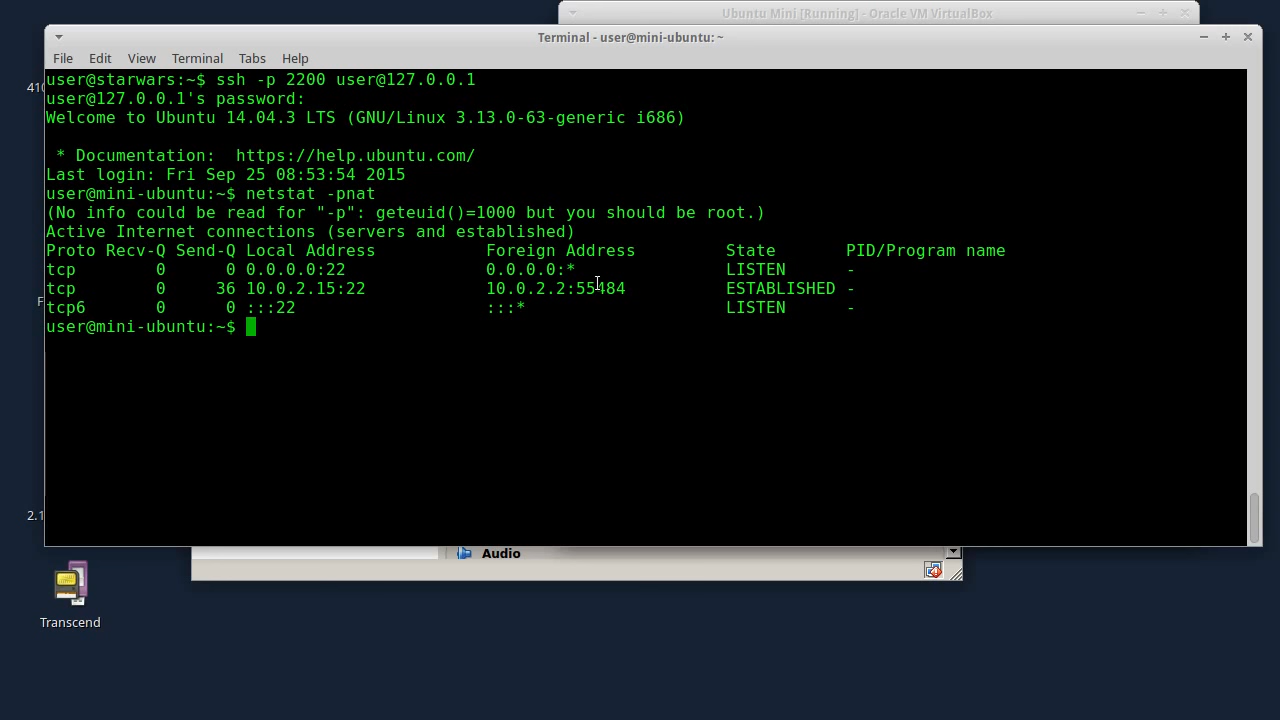 Ubuntu Mini [Running] - Oracle VM VirtualBox
Terminal - user@mini-ubuntu: ~
File Edit View Terminal Tabs Help
user@starwars:~$ ssh -p 2200 user@127.0.0.1
user@127.0.0.1's password:
Welcome to Ubuntu 14.04.3 LTS (GNU/Linux 3.13.0-63-generic i686)
* Documentation:  https://help.ubuntu.com/
Last login: Fri Sep 25 08:53:54 2015
user@mini-ubuntu:~$ netstat -pnat
(No info could be read for "-p": geteuid()=1000 but you should be root.)
Active Internet connections (servers and established)
Proto Recv-Q Send-Q Local Address           Foreign Address         State       PID/Program name
tcp        0      0 0.0.0.0:22              0.0.0.0:*               LISTEN      -
tcp        0     36 10.0.2.15:22            10.0.2.2:55484          ESTABLISHED -
tcp6       0      0 :::22                   :::*                    LISTEN      -
user@mini-ubuntu:~$
410
F
2.1
Audio
Transcend